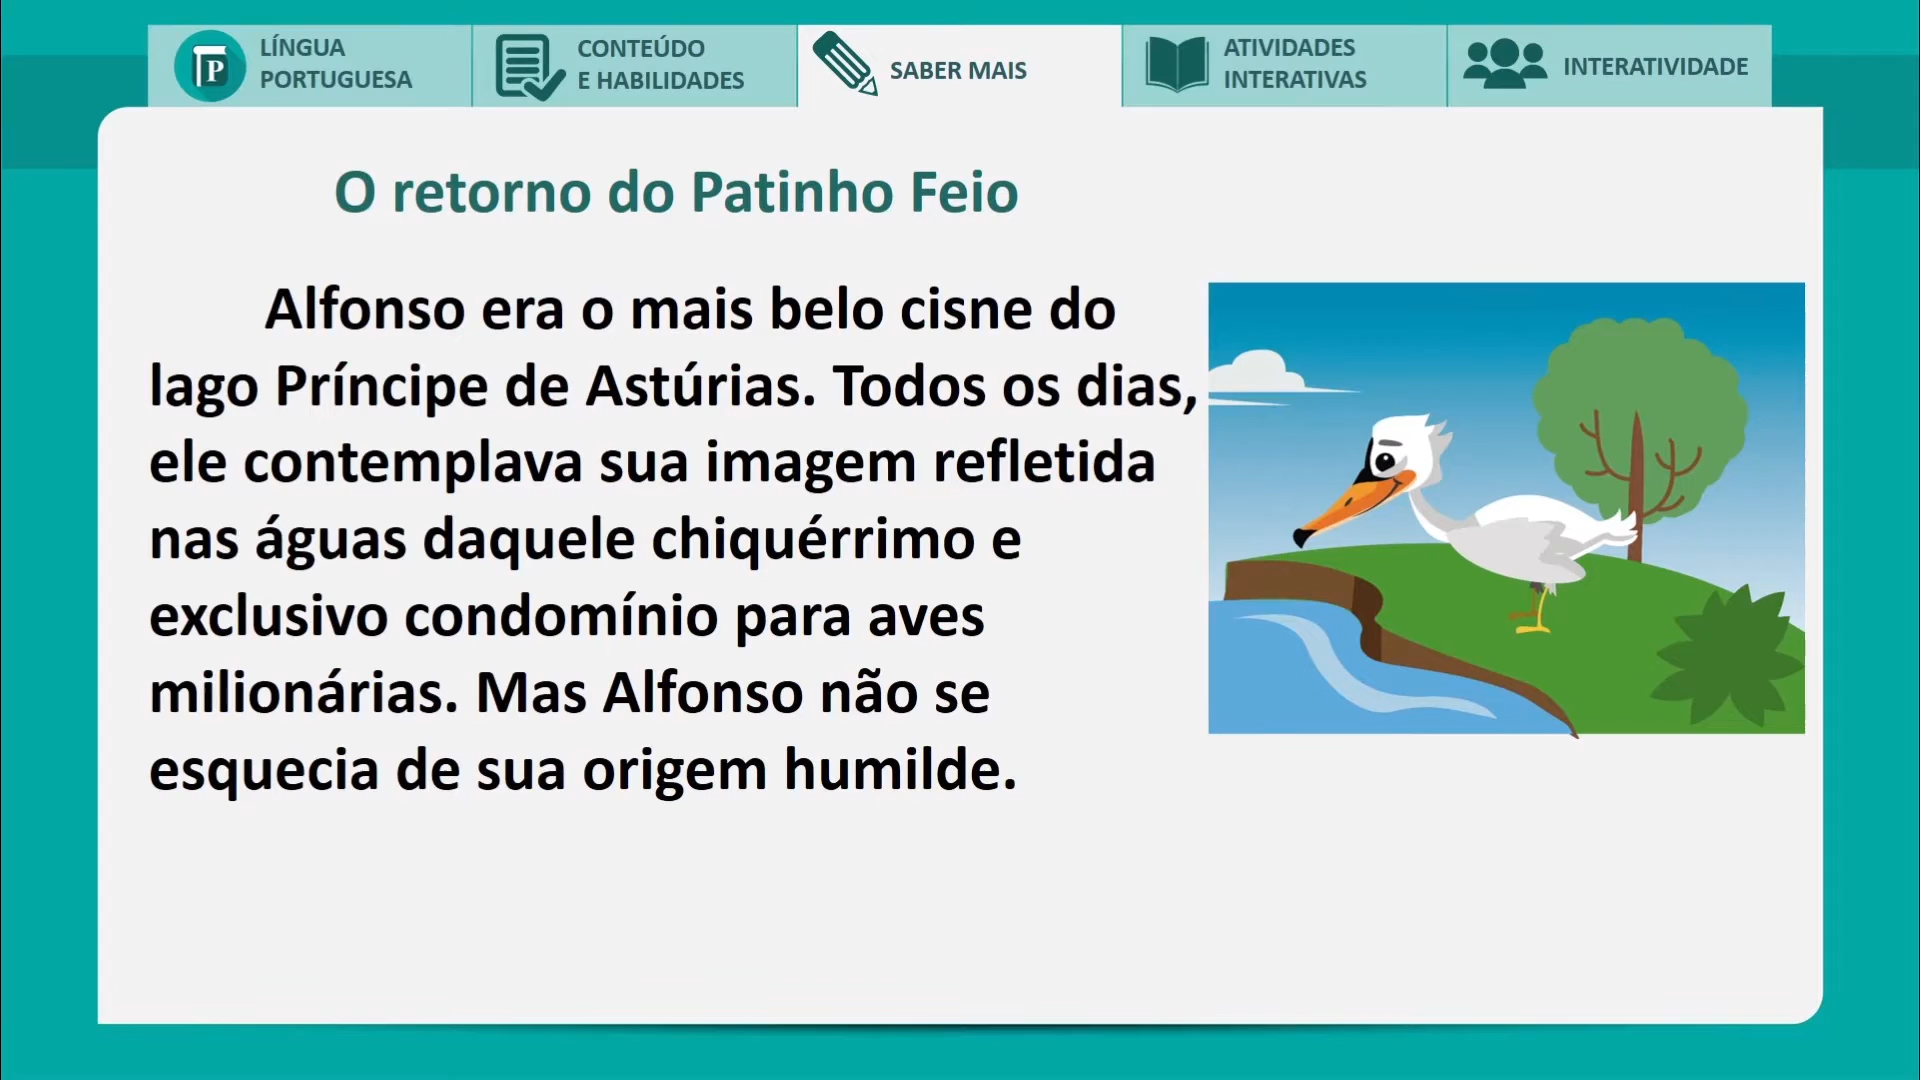 LÍNGUA
PORTUGUESA
CONTEÚDO
E HABILIDADES
SABER MAIS
ATIVIDADES
INTERATIVAS
INTERATIVIDADE
P
O retorno do Patinho Feio
Alfonso era o mais belo cisne do
lago Príncipe de Astúrias. Todos os dias,
ele contemplava sua imagem refletida
nas águas daquele chiquérrimo e
exclusivo condomínio para aves
milionárias. Mas Alfonso não se
esquecia de sua origem humilde.